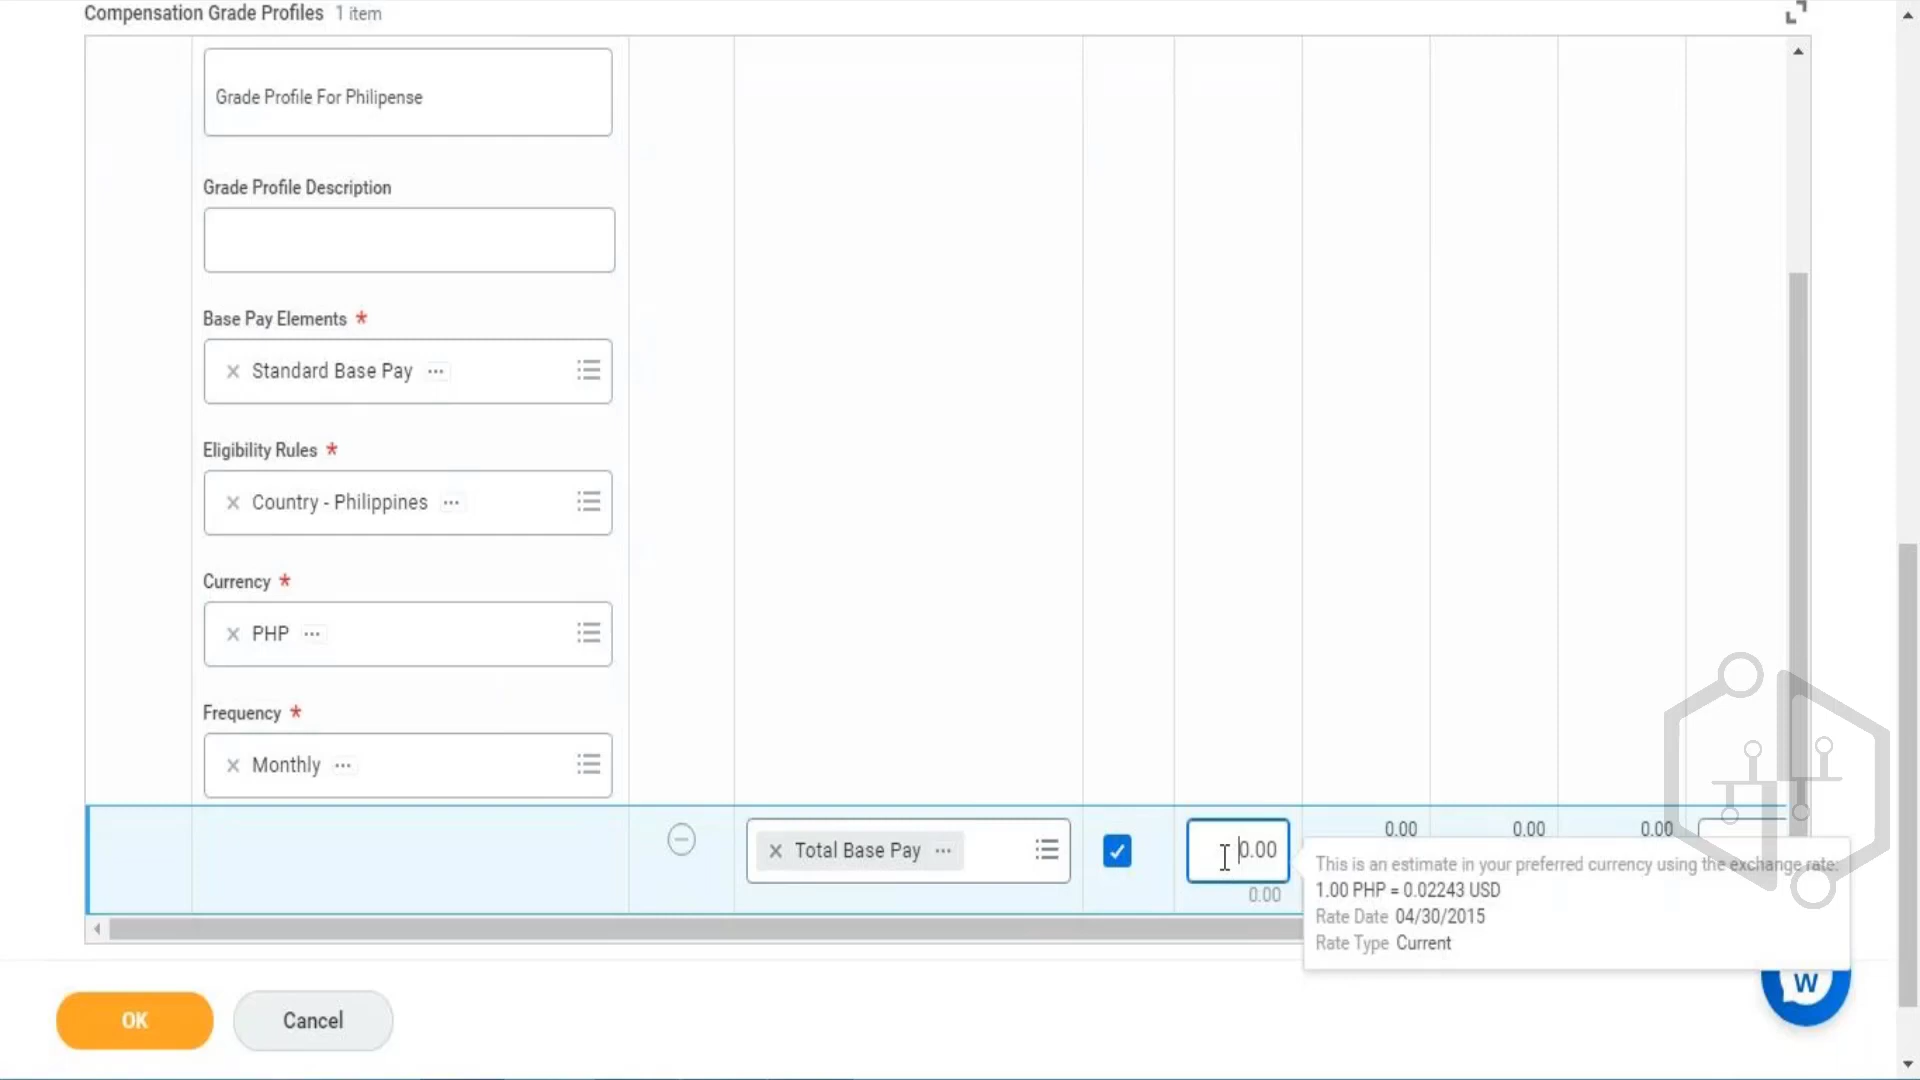 Compensation Grade Profiles 1 item
Grade Profile For Philipense
Grade Profile Description
Base Pay Elements *
× Standard Base Pay ...
Eligibility Rules *
× Country - Philippines ...
Currency *
× PHP ...
Frequency *
× Monthly ...
× Total Base Pay ...
0.00
0.00
0.00 0.00 0.00
This is an estimate in your preferred currency using the exchange rate:
1.00 PHP = 0.02243 USD
Rate Date 04/30/2015
Rate Type Current
W
OK Cancel